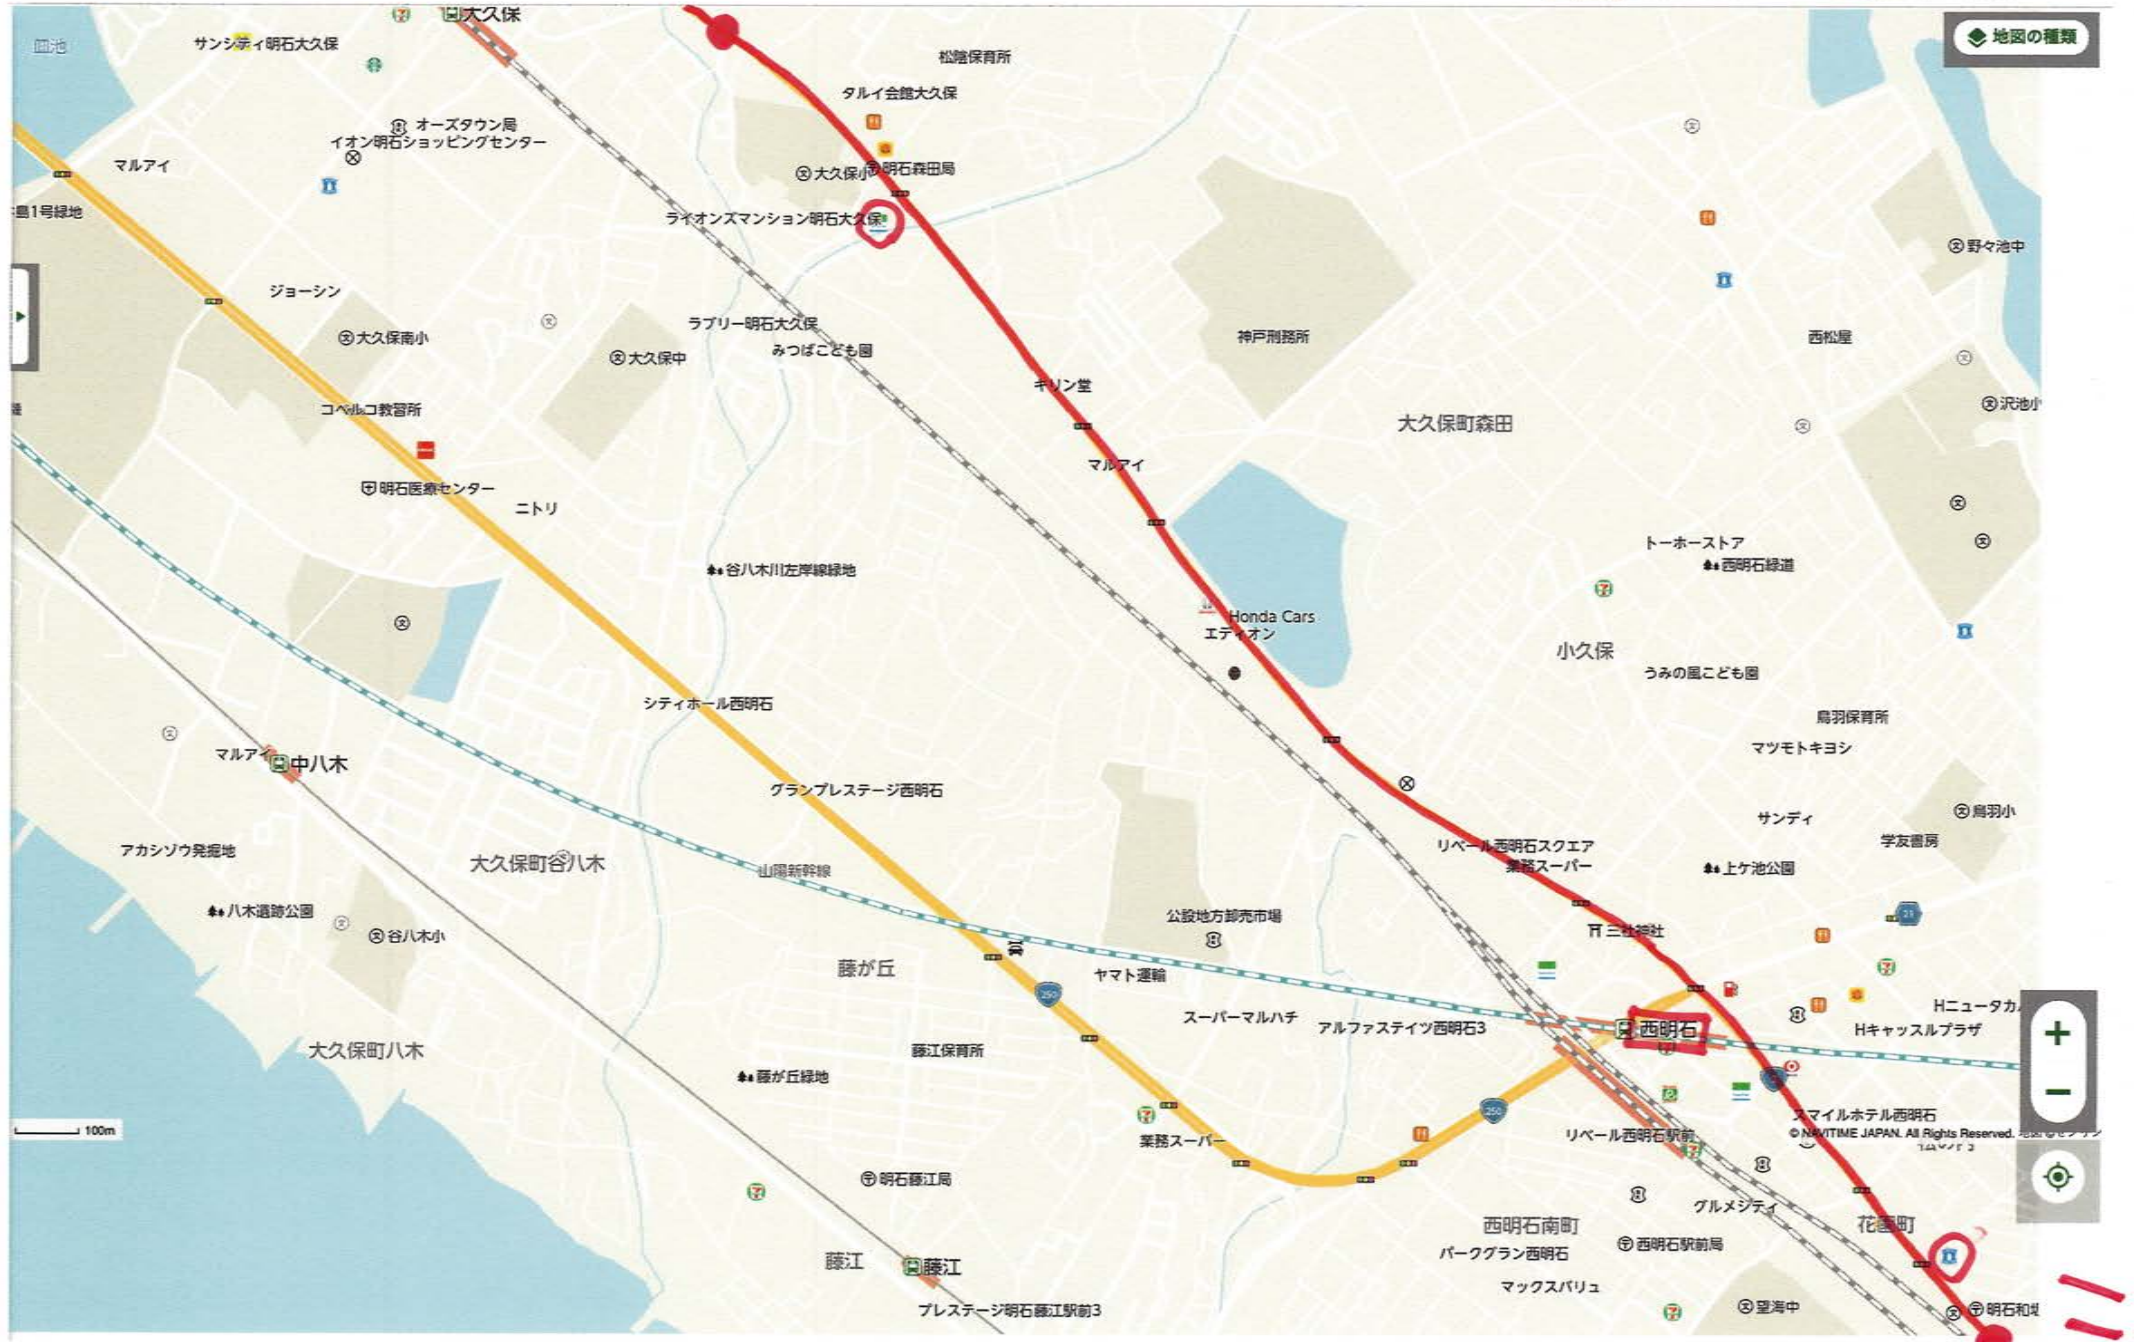 大久保
皿池
サンシティ明石大久保
松陰保育所
地図の種類
タルイ会館大久保
オーズタウン局
イオン明石ショッピングセンター
マルアイ
大久保小
明石森田局
島1号緑地
ライオンズマンション明石大久保
野々池中
ジョーシン
大久保南小
ラブリー明石大久保
みつばこども園
大久保中
神戸刑務所
西松屋
キリン堂
コベルコ教習所
大久保町森田
沢池小
マルアイ
明石医療センター
ニトリ
トーホーストア
西明石緑道
谷八木川左岸線緑地
Honda Cars
エディオン
小久保
うみの風こども園
シティホール西明石
鳥羽保育所
マツモトキヨシ
マルアイ
中八木
グランプレステージ西明石
サンディ
鳥羽小
学友書房
リベール西明石スクエア
業務スーパー
アカシゾウ発掘地
大久保町谷八木
山陽新幹線
上ケ池公園
八木遺跡公園
谷八木小
公設地方卸売市場
21
三社神社
藤が丘
ヤマト運輸
250
Hニュータカ
スーパーマルハチ
アルファステイツ西明石3
西明石
Hキャッスルプラザ
大久保町八木
藤江保育所
藤が丘緑地
250
100m
業務スーパー
リベール西明石駅前
スマイルホテル西明石
© NAVITIME JAPAN. All Rights Reserved.
明石藤江局
グルメシティ
西明石南町
花園町
パークグラン西明石
西明石駅前局
藤江
藤江
マックスバリュ
プレステージ明石藤江駅前3
望海中
明石和坂